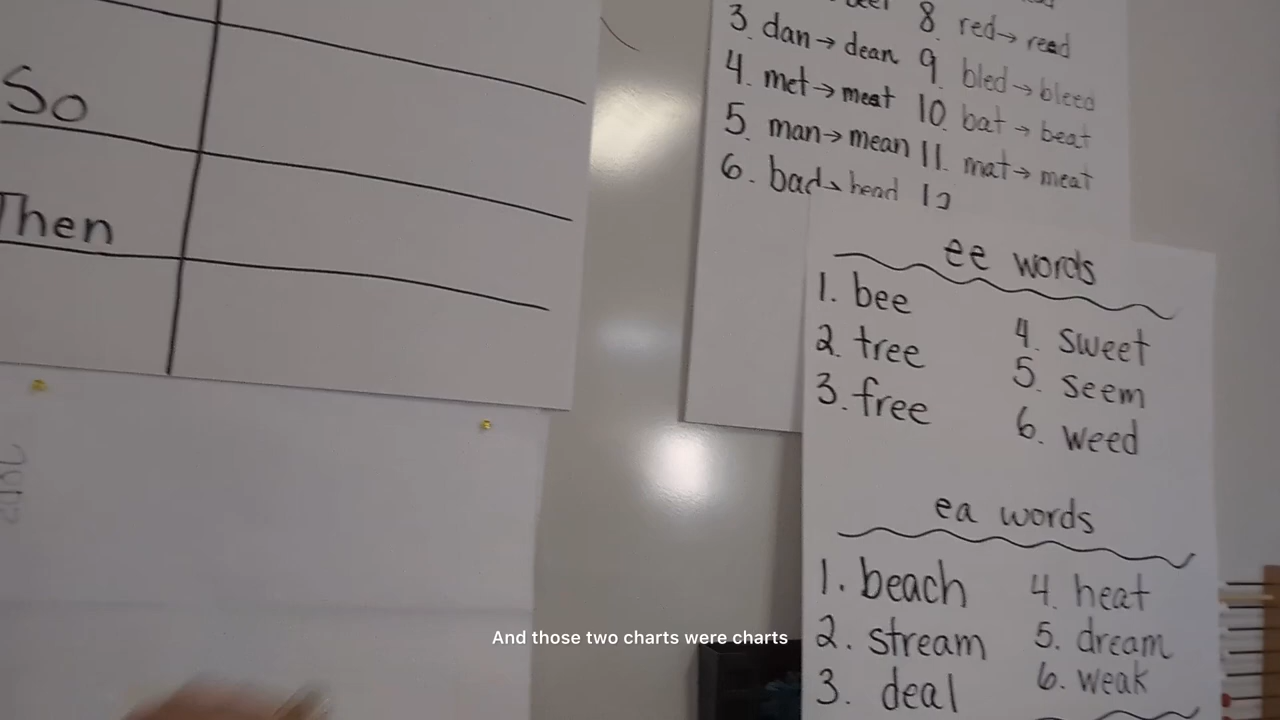 So
Then
8. red→ read
3. dan→ dean
9. bled→ bleed
4. met→ meat
10. bat→ beat
5. man→ mean
11. mat→ meat
6. bad→ head
12
ee words
1. bee
2. tree
3. free
4. sweet
5. seem
6. weed
ea words
1. beach
2. stream
3. deal
4. heat
5. dream
6. weak
And those two charts were charts